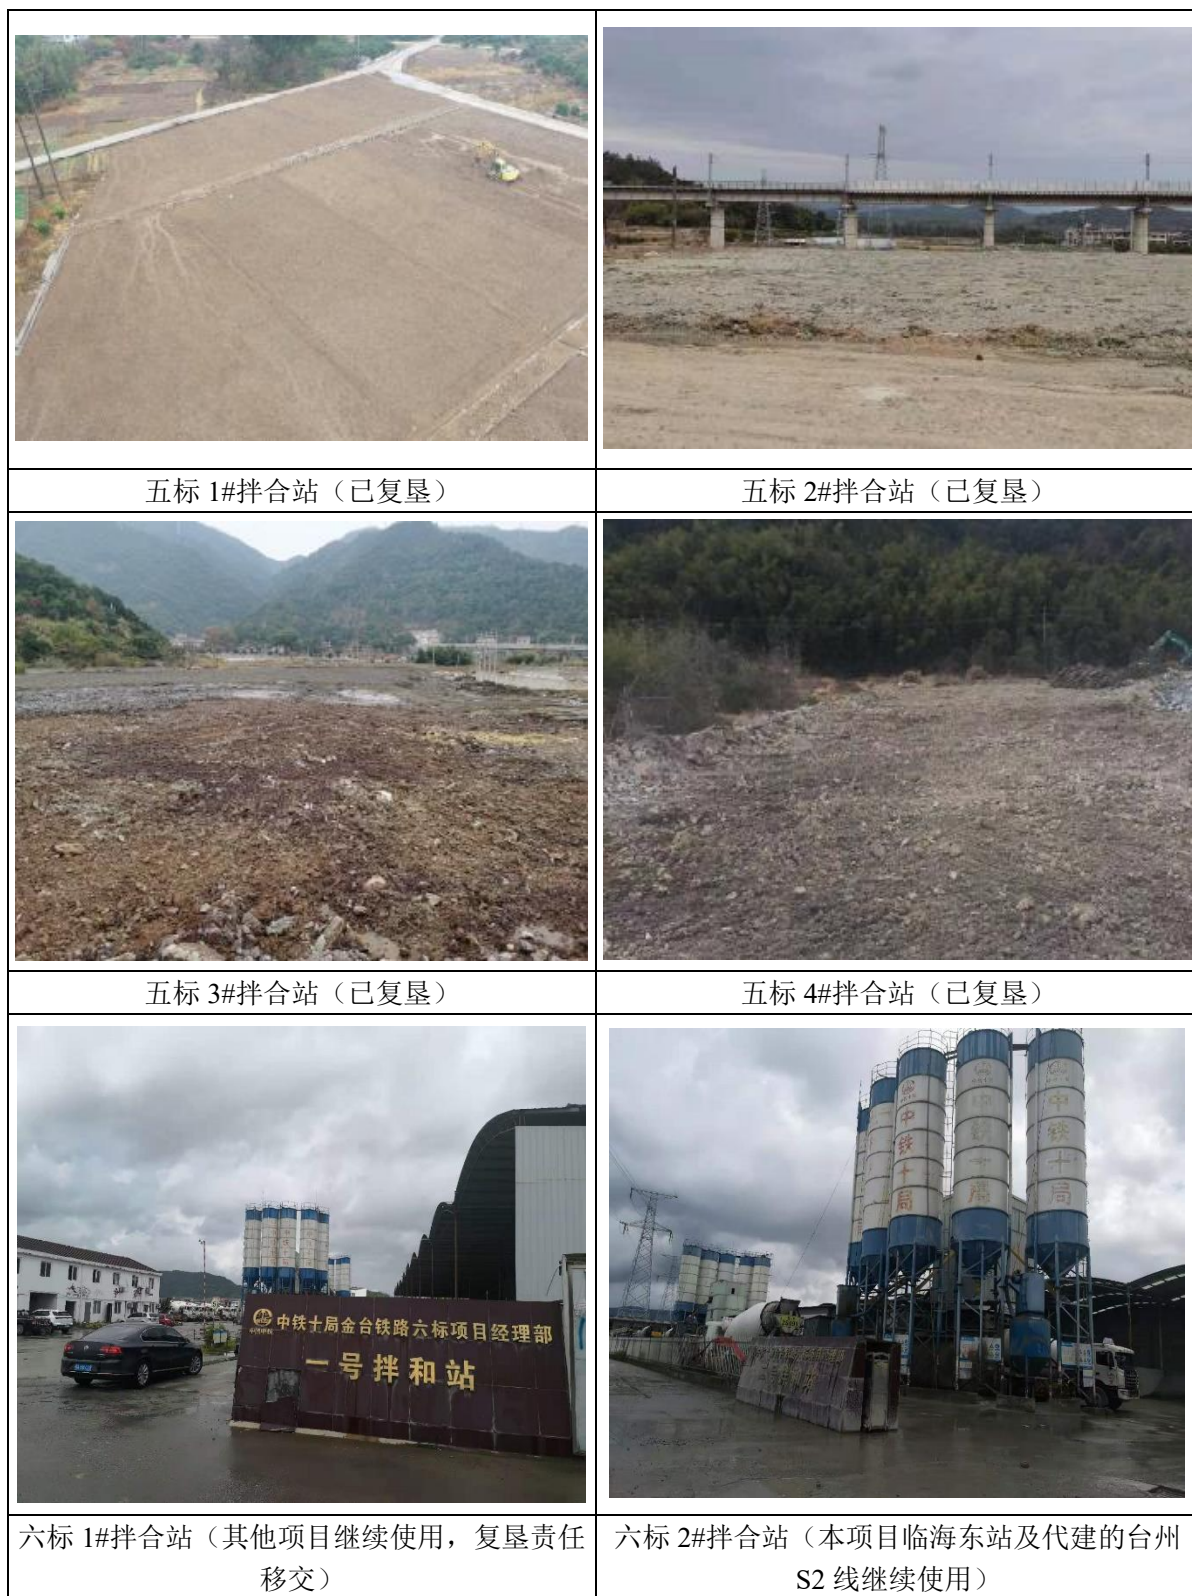 五标 1#拌合站（已复垦）
五标 2#拌合站（已复垦）
五标 3#拌合站（已复垦）
五标 4#拌合站（已复垦）
中铁十局金台铁路六标项目经理部
一号拌和站
中铁十局
中铁十局
中铁十局
六标 1#拌合站（其他项目继续使用，复垦责任
移交）
六标 2#拌合站（本项目临海东站及代建的台州
S2 线继续使用）